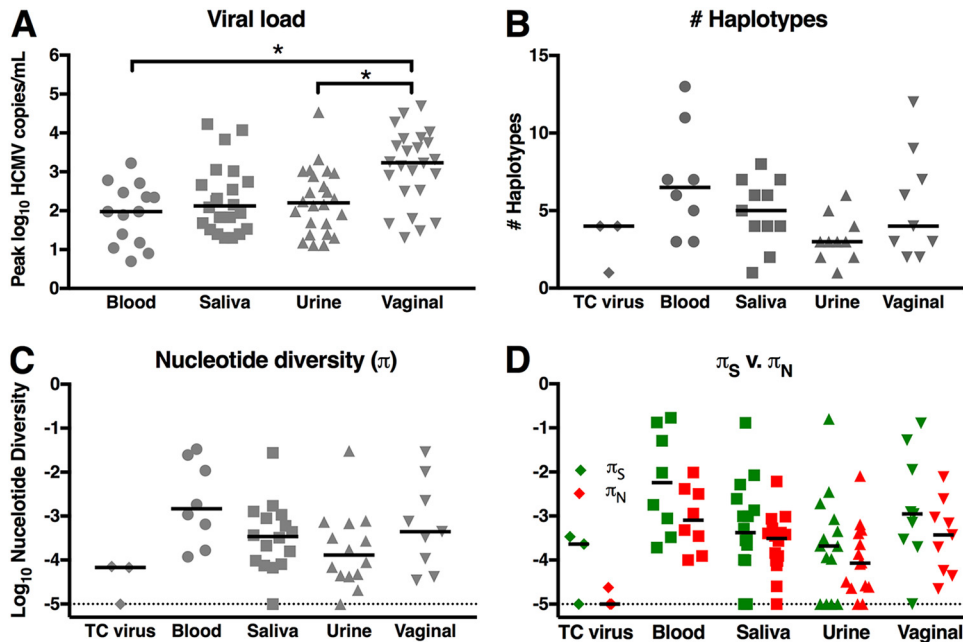 A
Viral load
Peak log10 HCMV copies/mL
6
5
4
3
2
1
0
*
*
Blood Saliva Urine Vaginal
B
# Haplotypes
# Haplotypes
15
10
5
0
TC virus Blood Saliva Urine Vaginal
C
Nucleotide diversity (π)
Log10 Nucelotide Diversity
0
-1
-2
-3
-4
-5
TC virus Blood Saliva Urine Vaginal
D
πS v. πN
0
-1
-2
-3
-4
-5
πS
πN
TC virus Blood Saliva Urine Vaginal